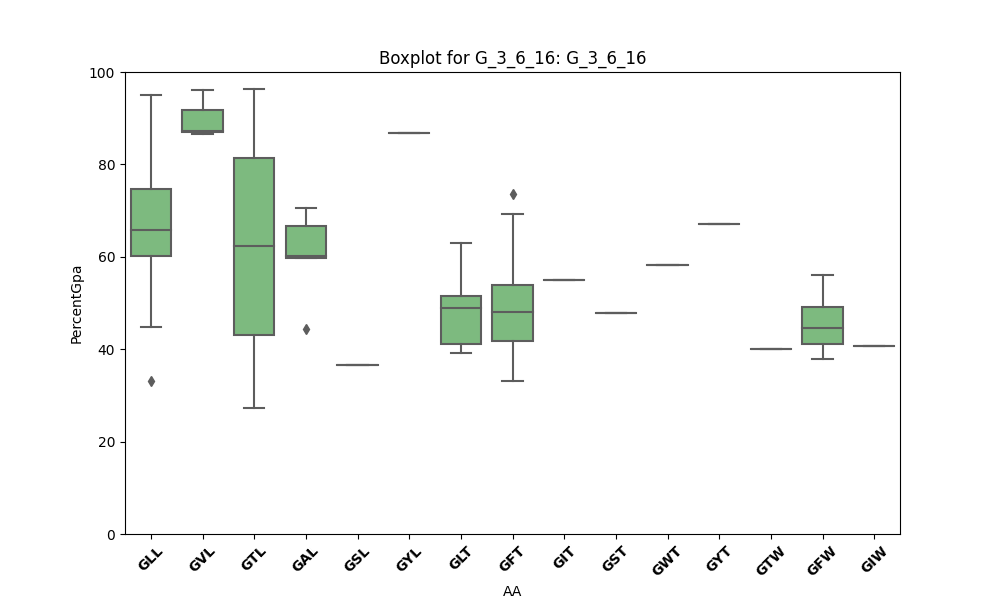 Boxplot for G_3_6_16: G_3_6_16
100
80
60
40
20
0
PercentGpa
GLL GVL GTL GAL GSL GYL GLT GFT GIT GST GWT GYT GTW GFW GIW
AA